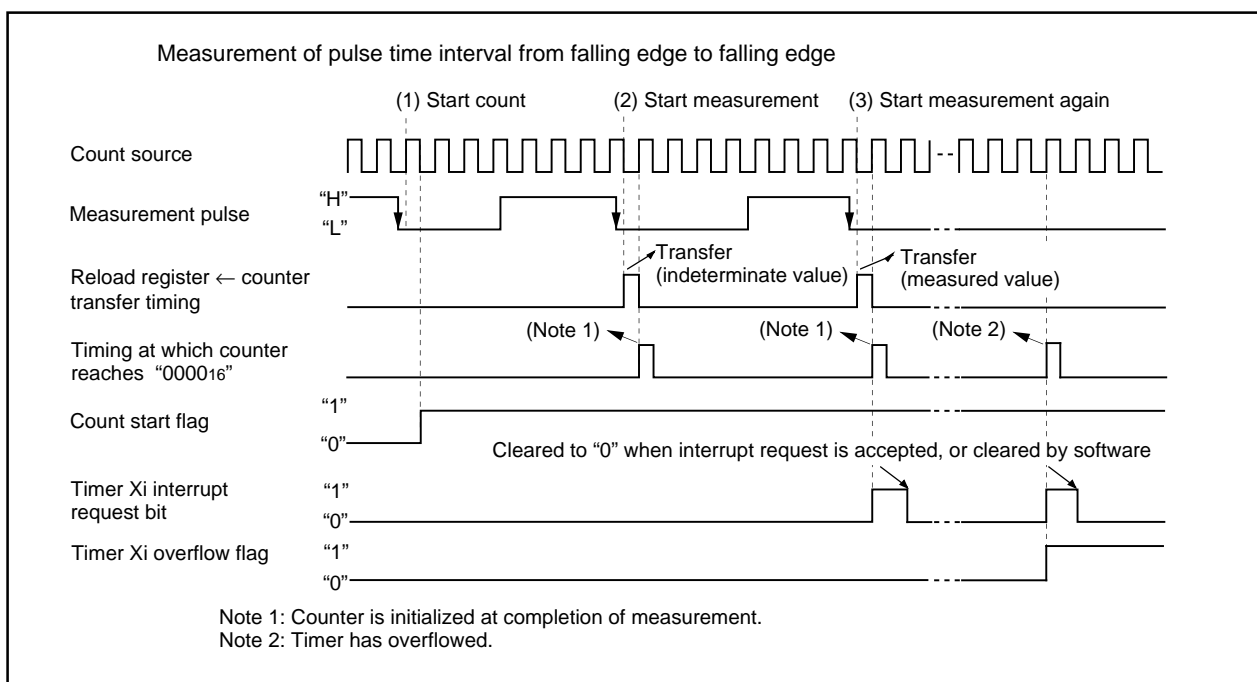 Measurement of pulse time interval from falling edge to falling edge
(1) Start count
(2) Start measurement
(3) Start measurement again
Count source
Measurement pulse
“H”
“L”
Reload register ← counter
transfer timing
Transfer
(indeterminate value)
Transfer
(measured value)
Timing at which counter
reaches “000016”
(Note 1)
(Note 1)
(Note 2)
Count start flag
“1”
“0”
Cleared to “0” when interrupt request is accepted, or cleared by software
Timer Xi interrupt
request bit
“1”
“0”
Timer Xi overflow flag
“1”
“0”
Note 1: Counter is initialized at completion of measurement.
Note 2: Timer has overflowed.